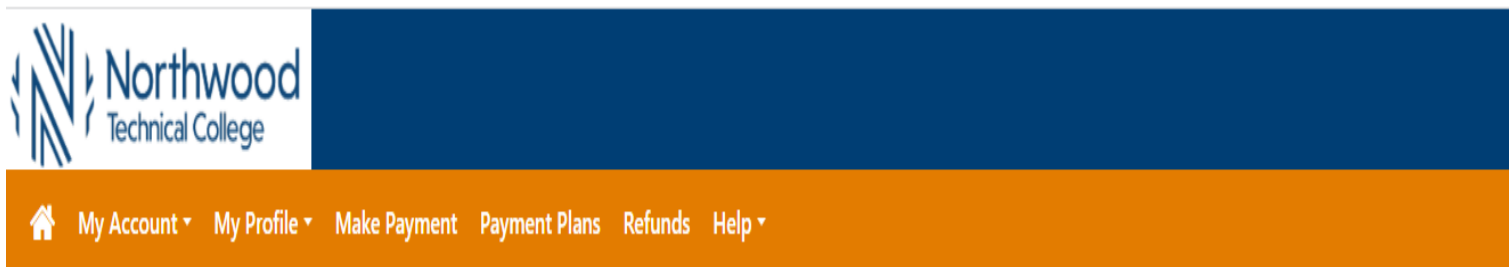 Northwood
Technical College
My Account My Profile Make Payment Payment Plans Refunds Help